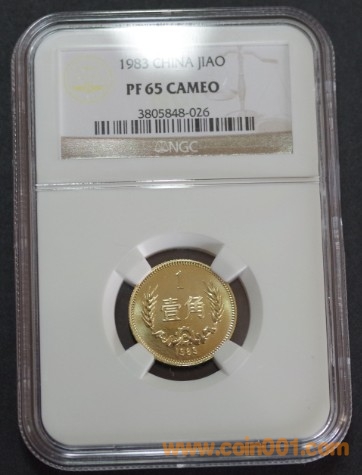 1983 CHINA JIAO
PF 65 CAMEO
3805848-026
NGC
1
壹角
1983
www.coin001.com